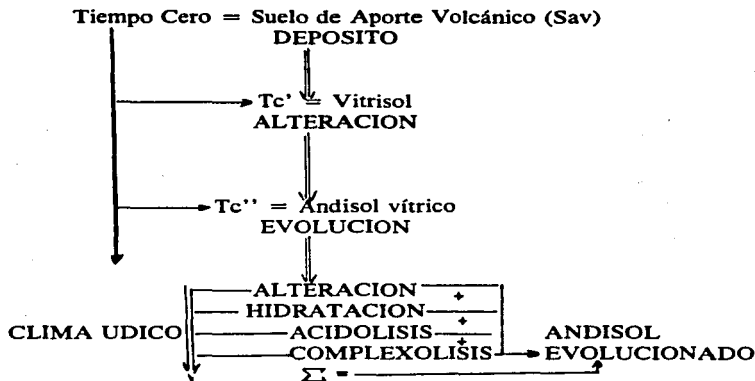 Tiempo Cero = Suelo de Aporte Volcánico (Sav)
DEPOSITO
Tc' = Vitrisol
ALTERACION
Tc'' = Andisol vítrico
EVOLUCION
ALTERACION
+
HIDRATACION
+
CLIMA UDICO ACIDOLISIS ANDISOL
+
COMPLEXOLISIS EVOLUCIONADO
Σ =